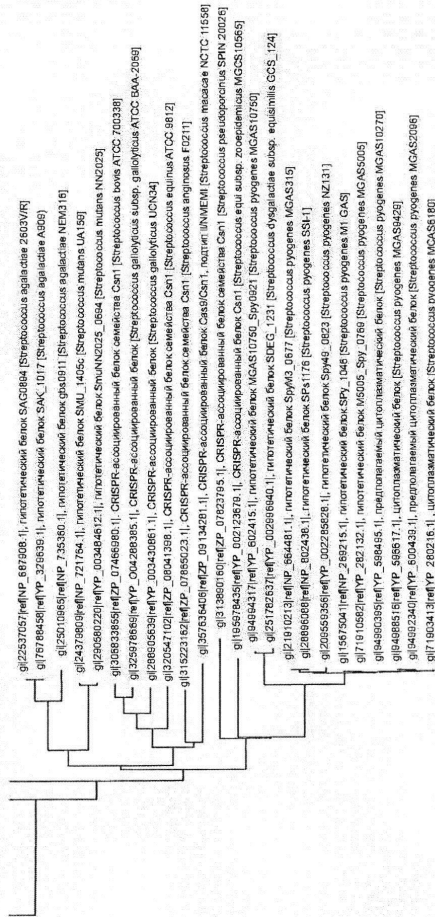 gi|22537057|ref|NP_687908.1|, гипотетический белок SAG0894 [Streptococcus agalactiae 2603V/R]
gi|76788458|ref|YP_329639.1|, гипотетический белок SAK_1017 [Streptococcus agalactiae A909]
gi|25010965|ref|NP_735360.1|, гипотетический белок gbs0911 [Streptococcus agalactiae NEM316]
gi|24379809|ref|NP_721764.1|, гипотетический белок SMU_1405c [Streptococcus mutans UA159]
gi|290580220|ref|YP_003484612.1|, гипотетический белок SmuNN2025_0694 [Streptococcus mutans NN2025]
gi|306833855|ref|ZP_07466980.1| CRISPR-ассоциированный белок семейства Csn1 [Streptococcus bovis ATCC 700338]
gi|325978669|ref|YP_004288385.1|, CRISPR-ассоциированный белок [Streptococcus gallolyticus subsp. gallolyticus ATCC BAA-2069]
gi|288905639|ref|YP_003430861.1|, CRISPR-ассоциированный белок [Streptococcus gallolyticus UCN34]
gi|320547102|ref|ZP_08041398.1|, CRISPR-ассоциированный белок семейства Csn1 [Streptococcus equinus ATCC 9812]
gi|315223162|ref|ZP_07865023.1|, CRISPR-ассоциированный белок семейства Csn1 [Streptococcus anginosus F0211]
gi|357636406|ref|ZP_09134281.1|, CRISPR-ассоциированный белок Cas9/Csn1, подтип II/NMEMI [Streptococcus macacae NCTC 11558]
gi|313890160|ref|ZP_07823795.1|, CRISPR-ассоциированный белок семейства Csn1 [Streptococcus pseudoporcinus SPIN 20026]
gi|195978435|ref|YP_002123679.1|, CRISPR-ассоциированный белок Csn1 [Streptococcus equi subsp. zooepidemicus MGCS10565]
gi|94994317|ref|YP_602415.1|, гипотетический белок MGAS10750_Spy0921 [Streptococcus pyogenes MGAS10750]
gi|251782637|ref|YP_002996940.1|, гипотетический белок SDEG_1231 [Streptococcus dysgalactiae subsp. equisimilis GCS_124]
gi|21910213|ref|NP_664481.1|, гипотетический белок SpyM3_0677 [Streptococcus pyogenes MGAS315]
gi|28896088|ref|NP_802438.1|, гипотетический белок SPs1176 [Streptococcus pyogenes SSI-1]
gi|209559356|ref|YP_002285828.1|, гипотетический белок Spy49_0823 [Streptococcus pyogenes NZ131]
gi|15675041|ref|NP_269215.1|, гипотетический белок SPy_1046 [Streptococcus pyogenes M1 GAS]
gi|71910582|ref|YP_282132.1|, гипотетический белок M5005_Spy_0769 [Streptococcus pyogenes MGAS5005]
gi|94990395|ref|YP_598495.1|, предполагаемый цитоплазматический белок [Streptococcus pyogenes MGAS10270]
gi|94988516|ref|YP_596617.1|, цитоплазматический белок [Streptococcus pyogenes MGAS9429]
gi|94992340|ref|YP_600439.1|, предполагаемый цитоплазматический белок [Streptococcus pyogenes MGAS2096]
gi|71903413|ref|YP_280216.1|, цитоплазматический белок [Streptococcus pyogenes MGAS6180]